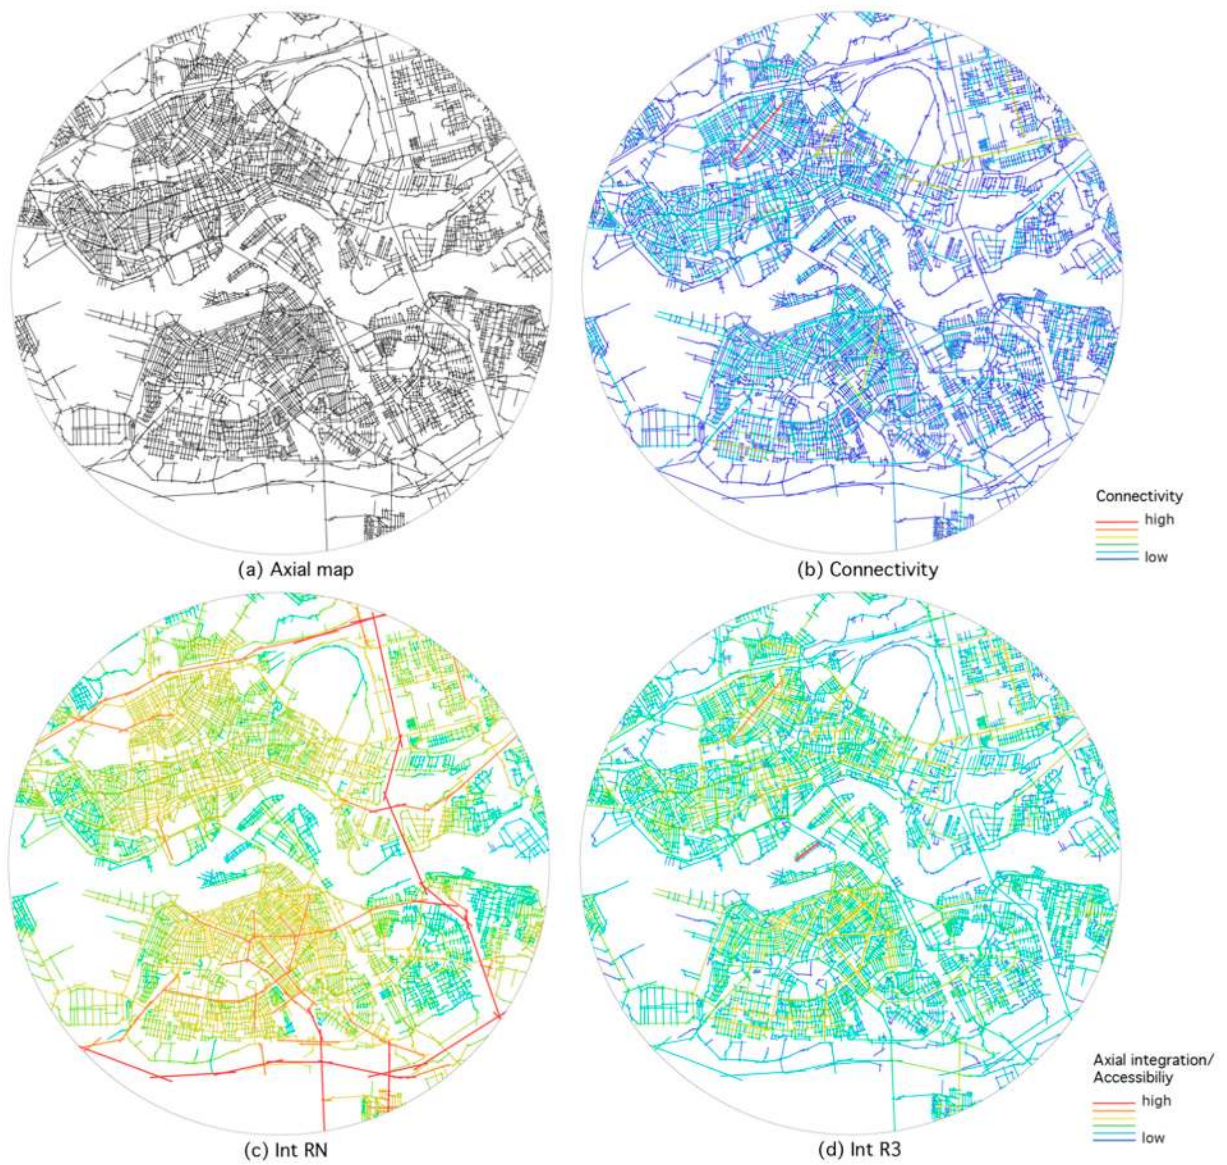 Connectivity
high
low
(a) Axial map
(b) Connectivity
Axial integration/
Accessibiliy
high
low
(c) Int RN
(d) Int R3